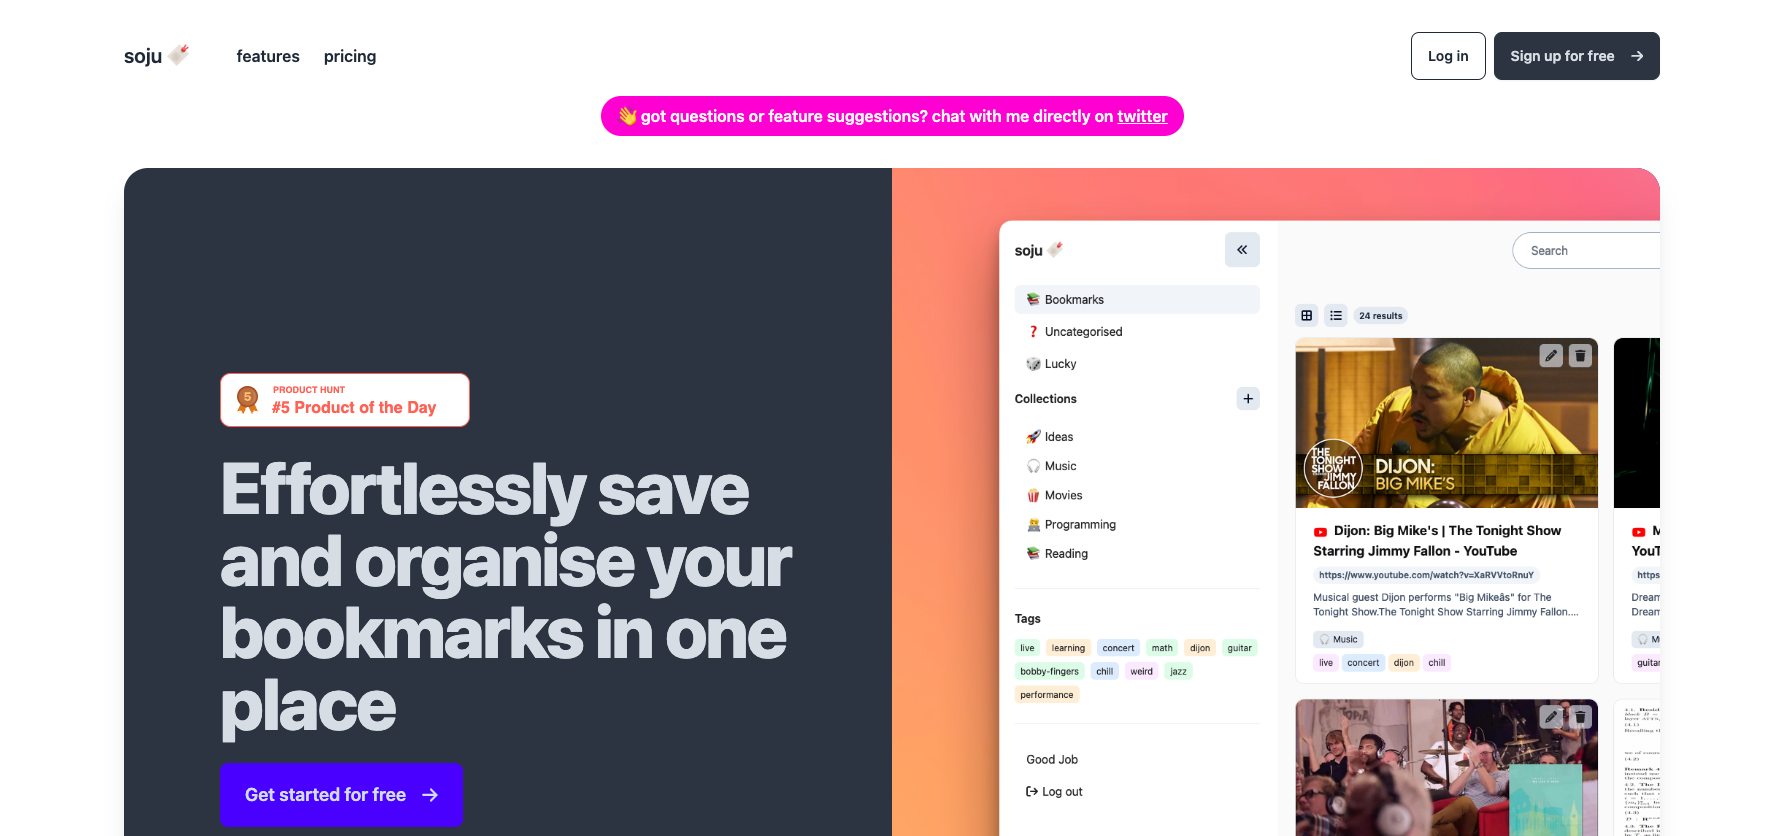 soju
features
pricing
Log in
Sign up for free
got questions or feature suggestions? chat with me directly on twitter
5
PRODUCT HUNT
#5 Product of the Day
Effortlessly save
and organise your
bookmarks in one
place
Get started for free
soju
Bookmarks
Uncategorised
Lucky
Collections
Ideas
Music
Movies
Programming
Reading
Tags
live learning concert math dijon guitar
bobby-fingers chill weird jazz
performance
Good Job
Log out
Search
24 results
THE
TONIGHT
SHOW
JIMMY
FALLON
DIJON:
BIG MIKE'S
Dijon: Big Mike's | The Tonight Show
Starring Jimmy Fallon - YouTube
https://www.youtube.com/watch?v=XaRVVtoRnuY
Musical guest Dijon performs "Big Mikeâs" for The
Tonight Show.The Tonight Show Starring Jimmy Fallon....
Music
live concert dijon chill
M
YouT
https
Dream
Dream
M
guitar